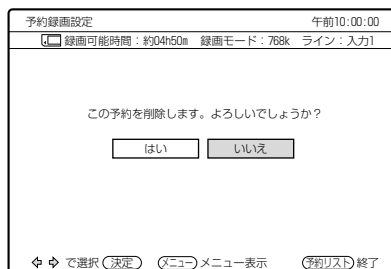 予約録画設定 午前10:00:00
録画可能時間：約04h50m 録画モード：768k ライン：入力1
この予約を削除します。よろしいでしょうか？
はい いいえ
で選択 決定 メニュー メニュー表示 予約リスト 終了